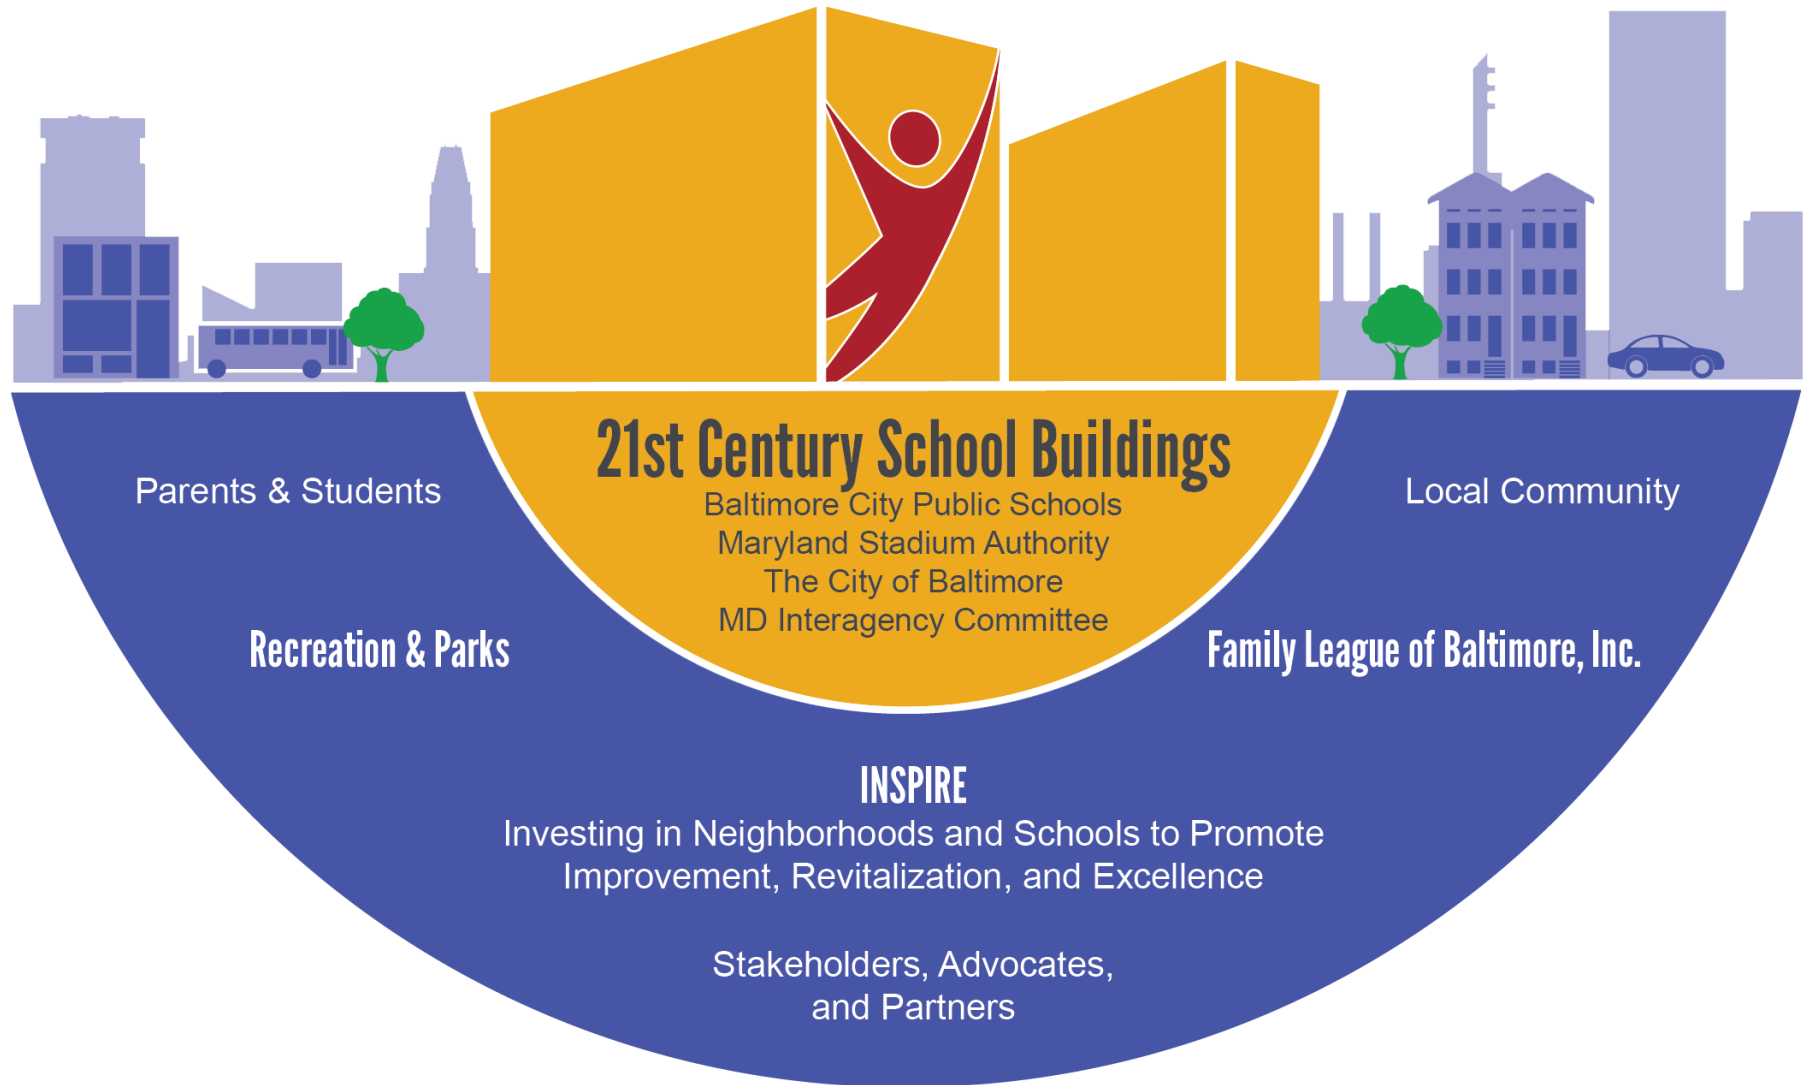 21st Century School Buildings
Baltimore City Public Schools
Maryland Stadium Authority
The City of Baltimore
MD Interagency Committee
Parents & Students
Local Community
Recreation & Parks
Family League of Baltimore, Inc.
INSPIRE
Investing in Neighborhoods and Schools to Promote
Improvement, Revitalization, and Excellence
Stakeholders, Advocates,
and Partners